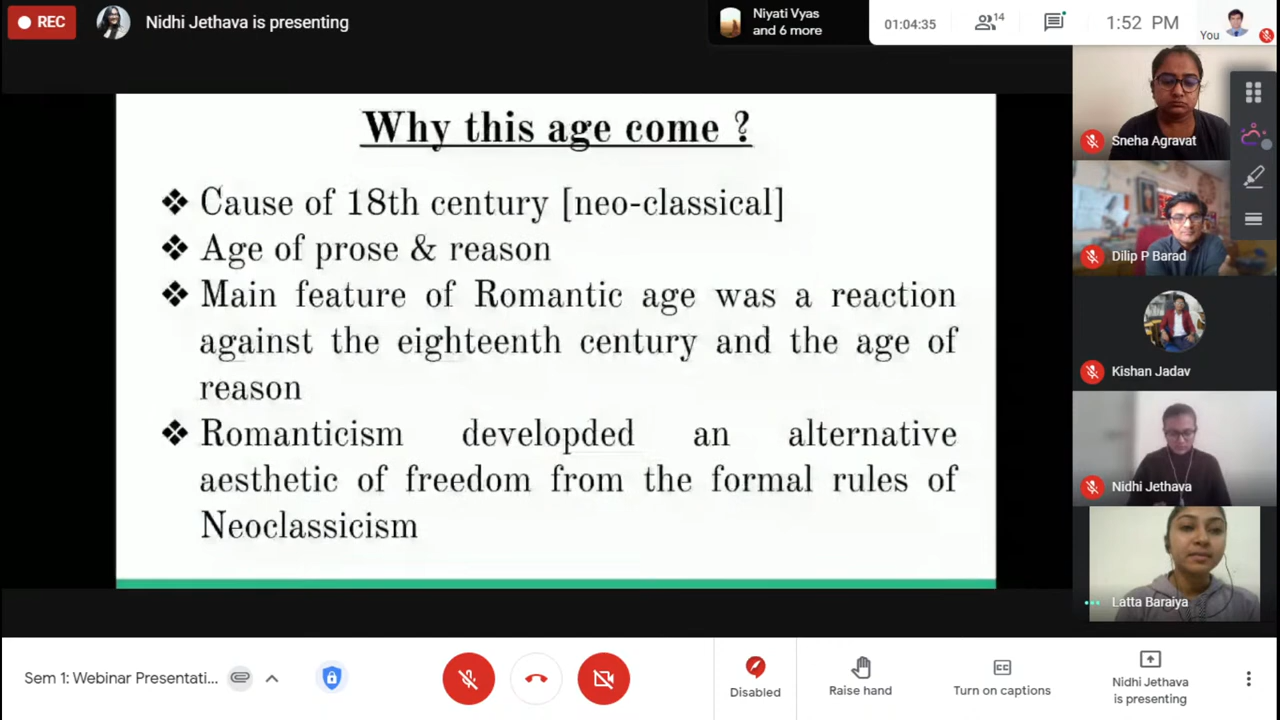 REC
Nidhi Jethava is presenting
Niyati Vyas
and 6 more
01:04:35
14
1:52 PM
You
Why this age come ?
❖ Cause of 18th century [neo-classical]
❖ Age of prose & reason
❖ Main feature of Romantic age was a reaction
against the eighteenth century and the age of
reason
❖ Romanticism developded an alternative
aesthetic of freedom from the formal rules of
Neoclassicism
Sneha Agravat
Dilip P Barad
Kishan Jadav
Nidhi Jethava
Latta Baraiya
Sem 1: Webinar Presentati...
Disabled
Raise hand
CC
Turn on captions
Nidhi Jethava
is presenting